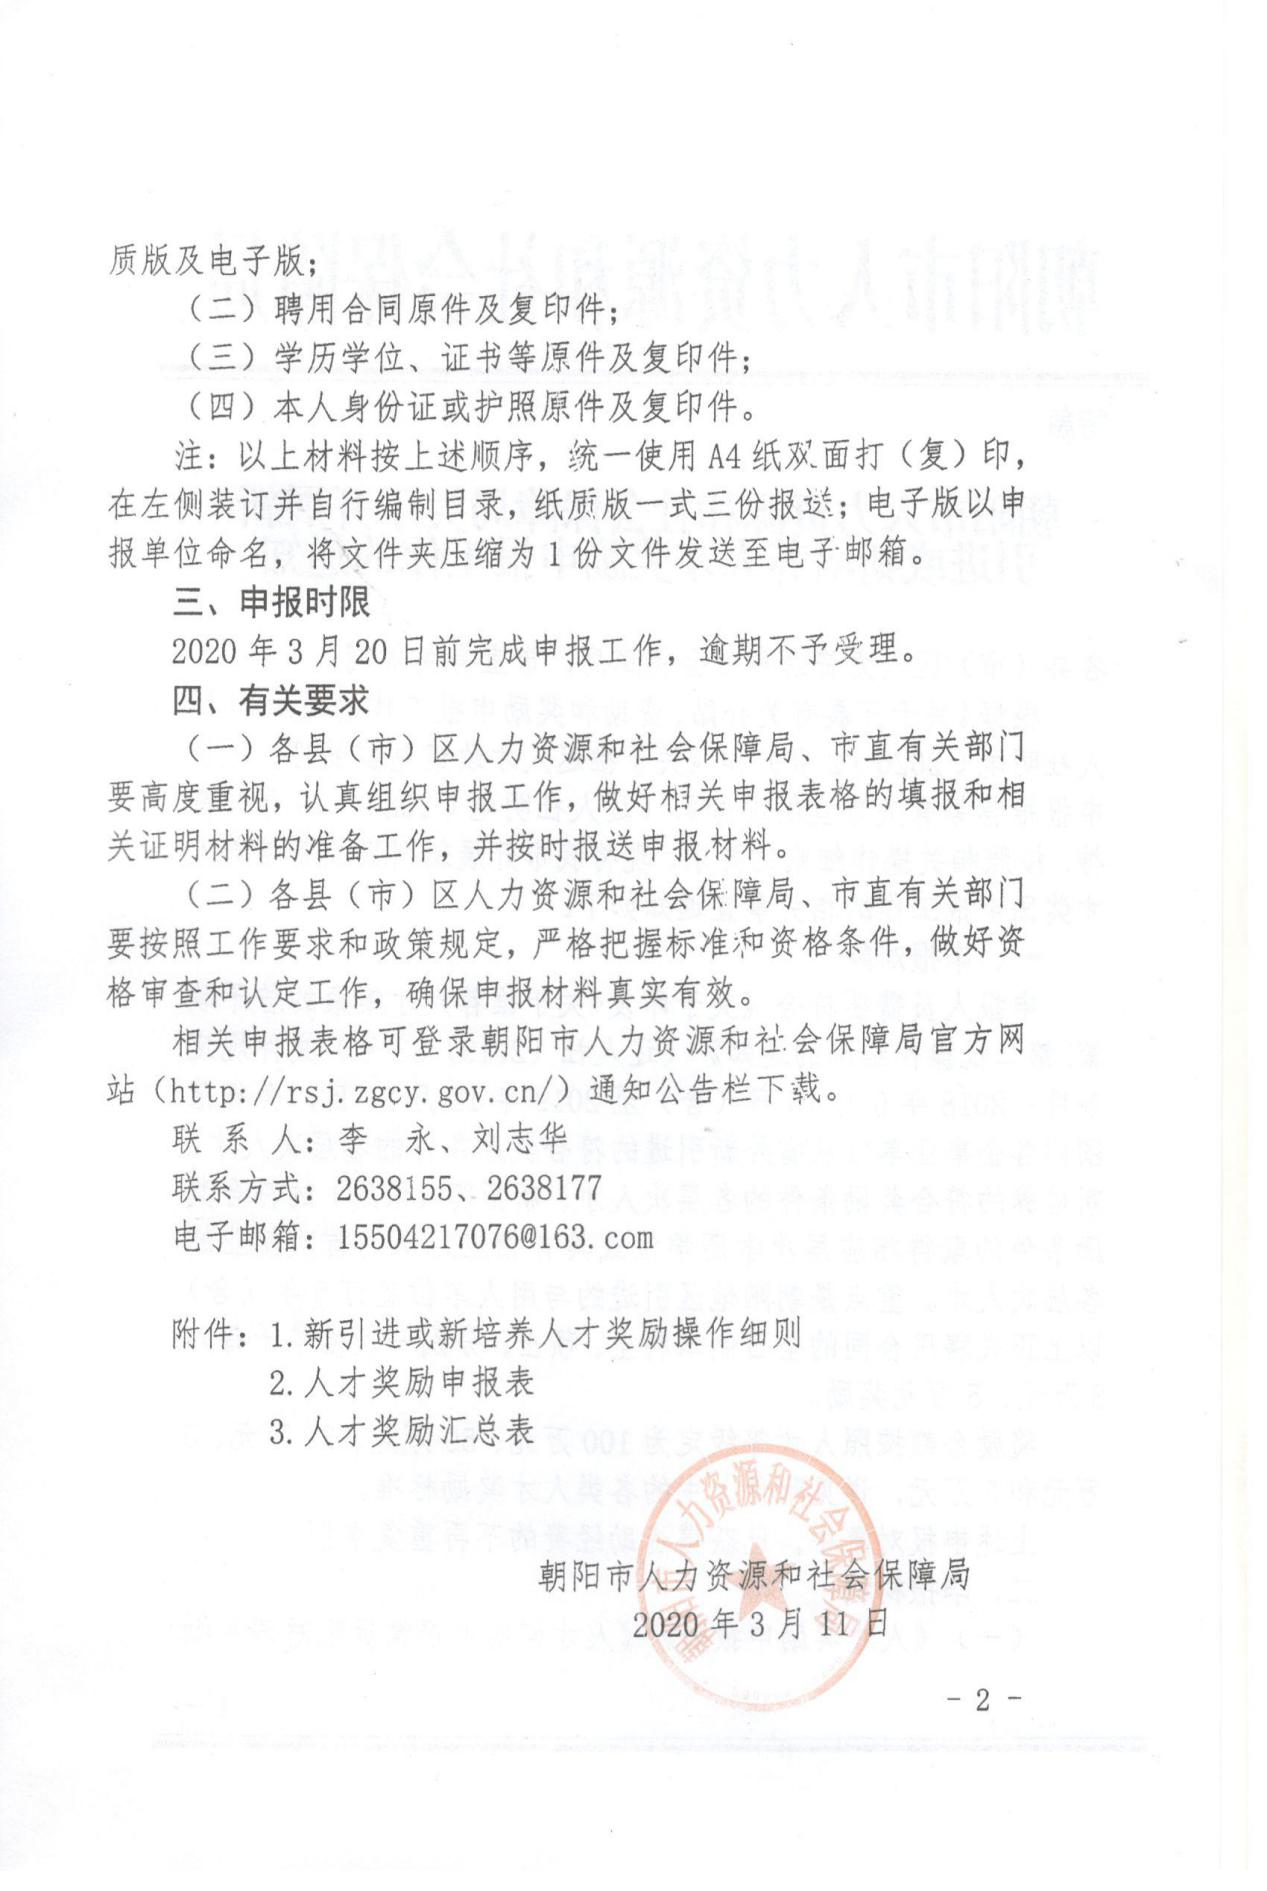 质版及电子版；
（二）聘用合同原件及复印件；
（三）学历学位、证书等原件及复印件；
（四）本人身份证或护照原件及复印件。
注：以上材料按上述顺序，统一使用 A4 纸双面打（复）印，
在左侧装订并自行编制目录，纸质版一式三份报送；电子版以申
报单位命名，将文件夹压缩为 1 份文件发送至电子邮箱。
三、申报时限
2020 年 3 月 20 日前完成申报工作，逾期不予受理。
四、有关要求
（一）各县（市）区人力资源和社会保障局、市直有关部门
要高度重视，认真组织申报工作，做好相关申报表格的填报和相
关证明材料的准备工作，并按时报送申报材料。
（二）各县（市）区人力资源和社会保障局、市直有关部门
要按照工作要求和政策规定，严格把握标准和资格条件，做好资
格审查和认定工作，确保申报材料真实有效。
相关申报表格可登录朝阳市人力资源和社会保障局官方网
站（http://rsj.zgcy.gov.cn/）通知公告栏下载。
联 系 人：李 永、刘志华
联系方式：2638155、2638177
电子邮箱：15504217076@163.com
附件：1.新引进或新培养人才奖励操作细则
2.人才奖励申报表
3.人才奖励汇总表
朝阳市人力资源和社会保障局
朝阳市人力资源和社会保障局
2020 年 3 月 11 日
- 2 -